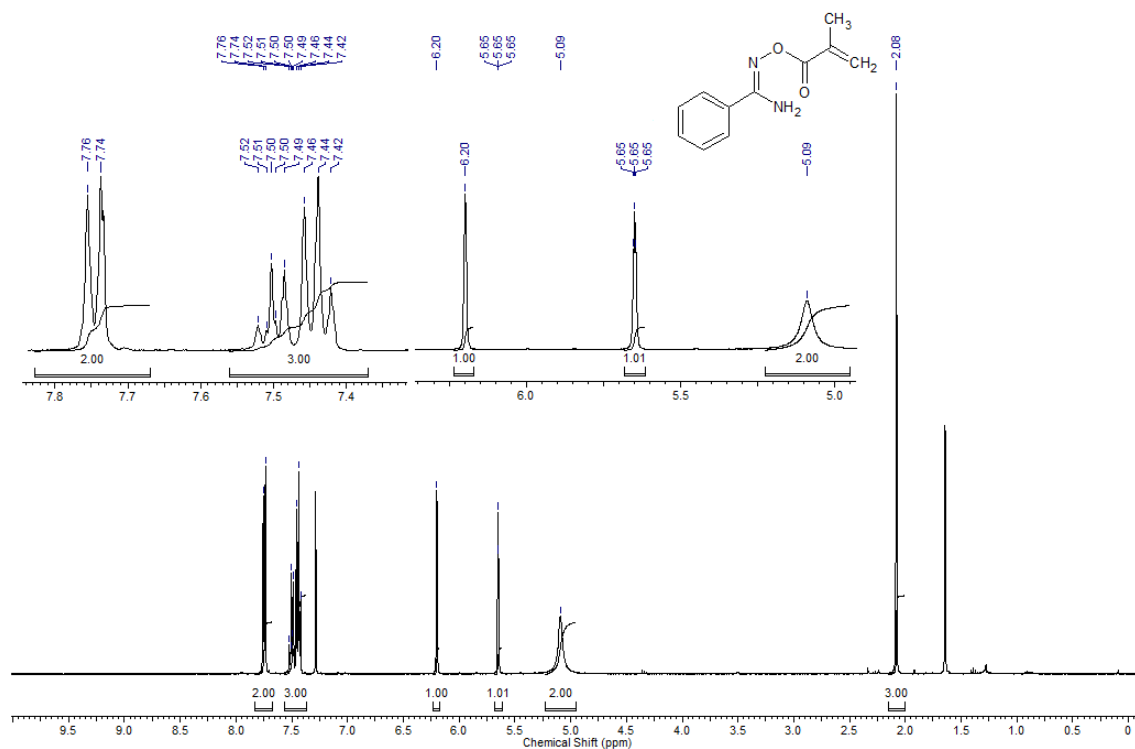 7.76 7.74 7.52 7.51 7.50 7.50 7.49 7.46 7.44 7.42 6.20 5.65 5.65 5.65 5.09 2.08
CH3
O
N
CH2
O
NH2
7.76 7.74 7.52 7.51 7.50 7.50 7.49 7.46 7.44 7.42 6.20 5.65 5.65 5.65 5.09
2.00 3.00 1.00 1.01 2.00
7.8 7.7 7.6 7.5 7.4 6.0 5.5 5.0
2.00 3.00 1.00 1.01 2.00 3.00
9.5 9.0 8.5 8.0 7.5 7.0 6.5 6.0 5.5 5.0 4.5 4.0 3.5 3.0 2.5 2.0 1.5 1.0 0.5 0
Chemical Shift (ppm)